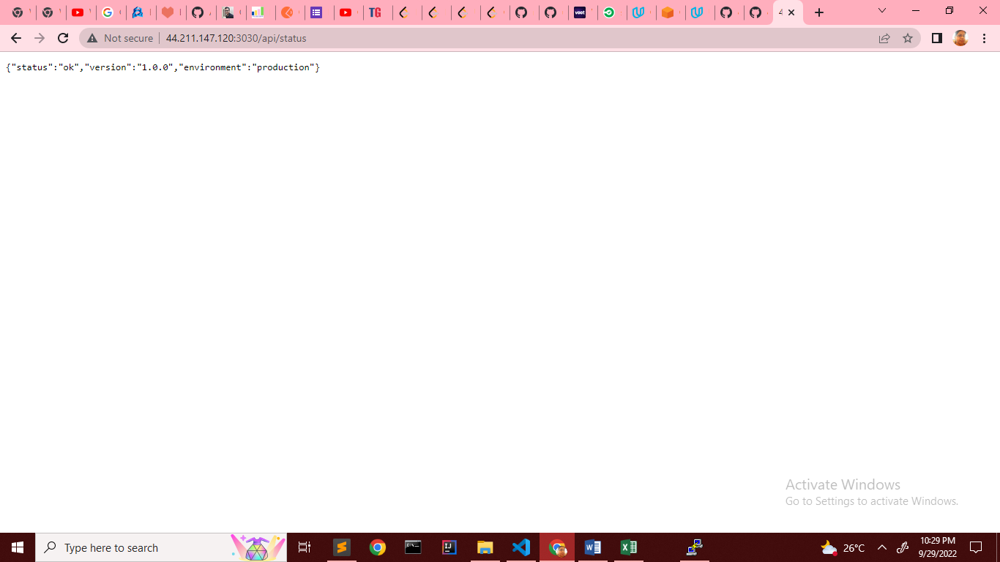 4
Not secure
44.211.147.120:3030/api/status
{"status":"ok","version":"1.0.0","environment":"production"}
Activate Windows
Go to Settings to activate Windows.
Type here to search
26°C
10:29 PM
9/29/2022